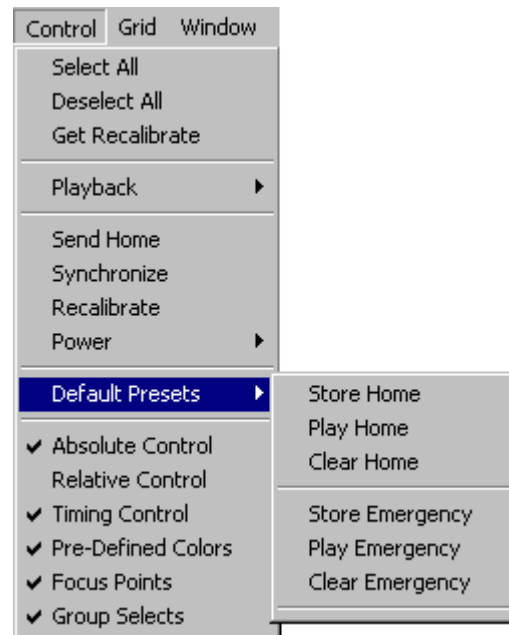 Control Grid Window
Select All
Deselect All
Get Recalibrate
Playback
Send Home
Synchronize
Recalibrate
Power
Default Presets
Absolute Control
Relative Control
Timing Control
Pre-Defined Colors
Focus Points
Group Selects
Store Home
Play Home
Clear Home
Store Emergency
Play Emergency
Clear Emergency